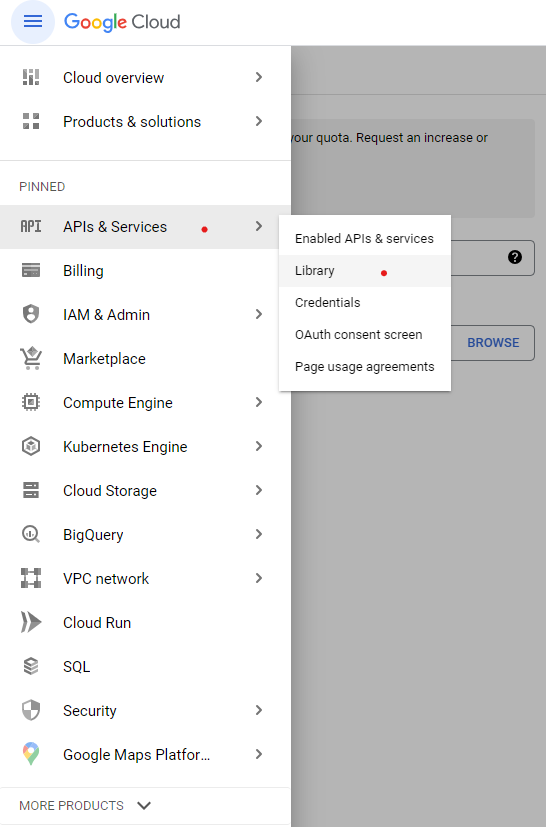 Google Cloud
Cloud overview
Products & solutions
your quota. Request an increase or
PINNED
API
APIs & Services
Enabled APIs & services
Library
Credentials
OAuth consent screen
Page usage agreements
BROWSE
Billing
IAM & Admin
Marketplace
Compute Engine
Kubernetes Engine
Cloud Storage
BigQuery
VPC network
Cloud Run
SQL
Security
Google Maps Platfor...
MORE PRODUCTS